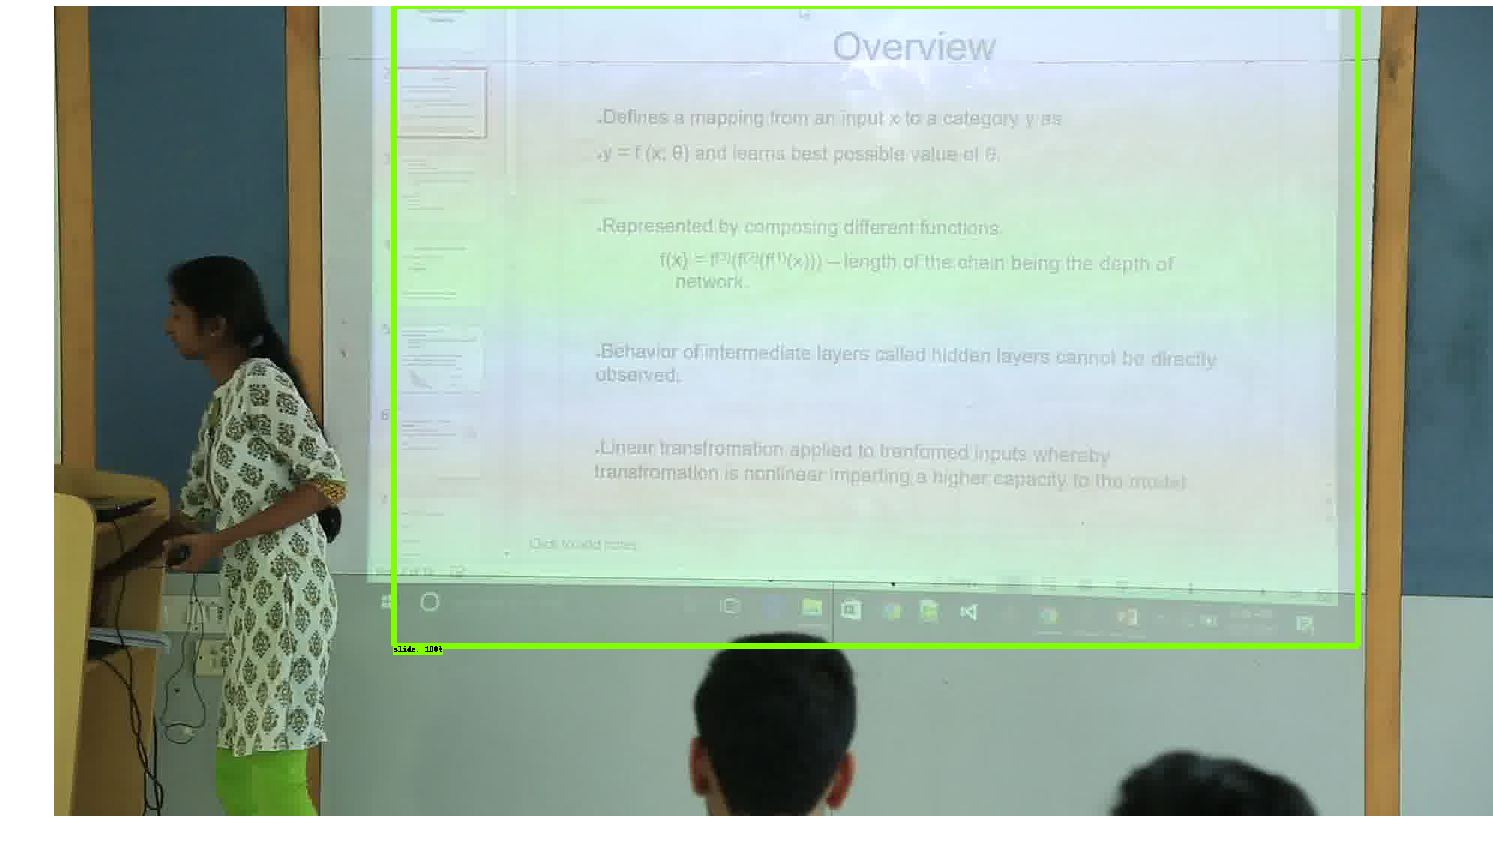 Overview
.Defines a mapping from an input x to a category y as
.y = f (x; θ) and learns best possible value of θ.
.Represented by composing different functions.
f(x) = f⁽³⁾(f⁽²⁾(f⁽¹⁾(x))) – length of the chain being the depth of
network.
.Behavior of intermediate layers called hidden layers cannot be directly
observed.
.Linear transfromation applied to tranfomed inputs whereby
transfromation is nonlinear imparting a higher capacity to the model
Click to add notes
slide: 100%